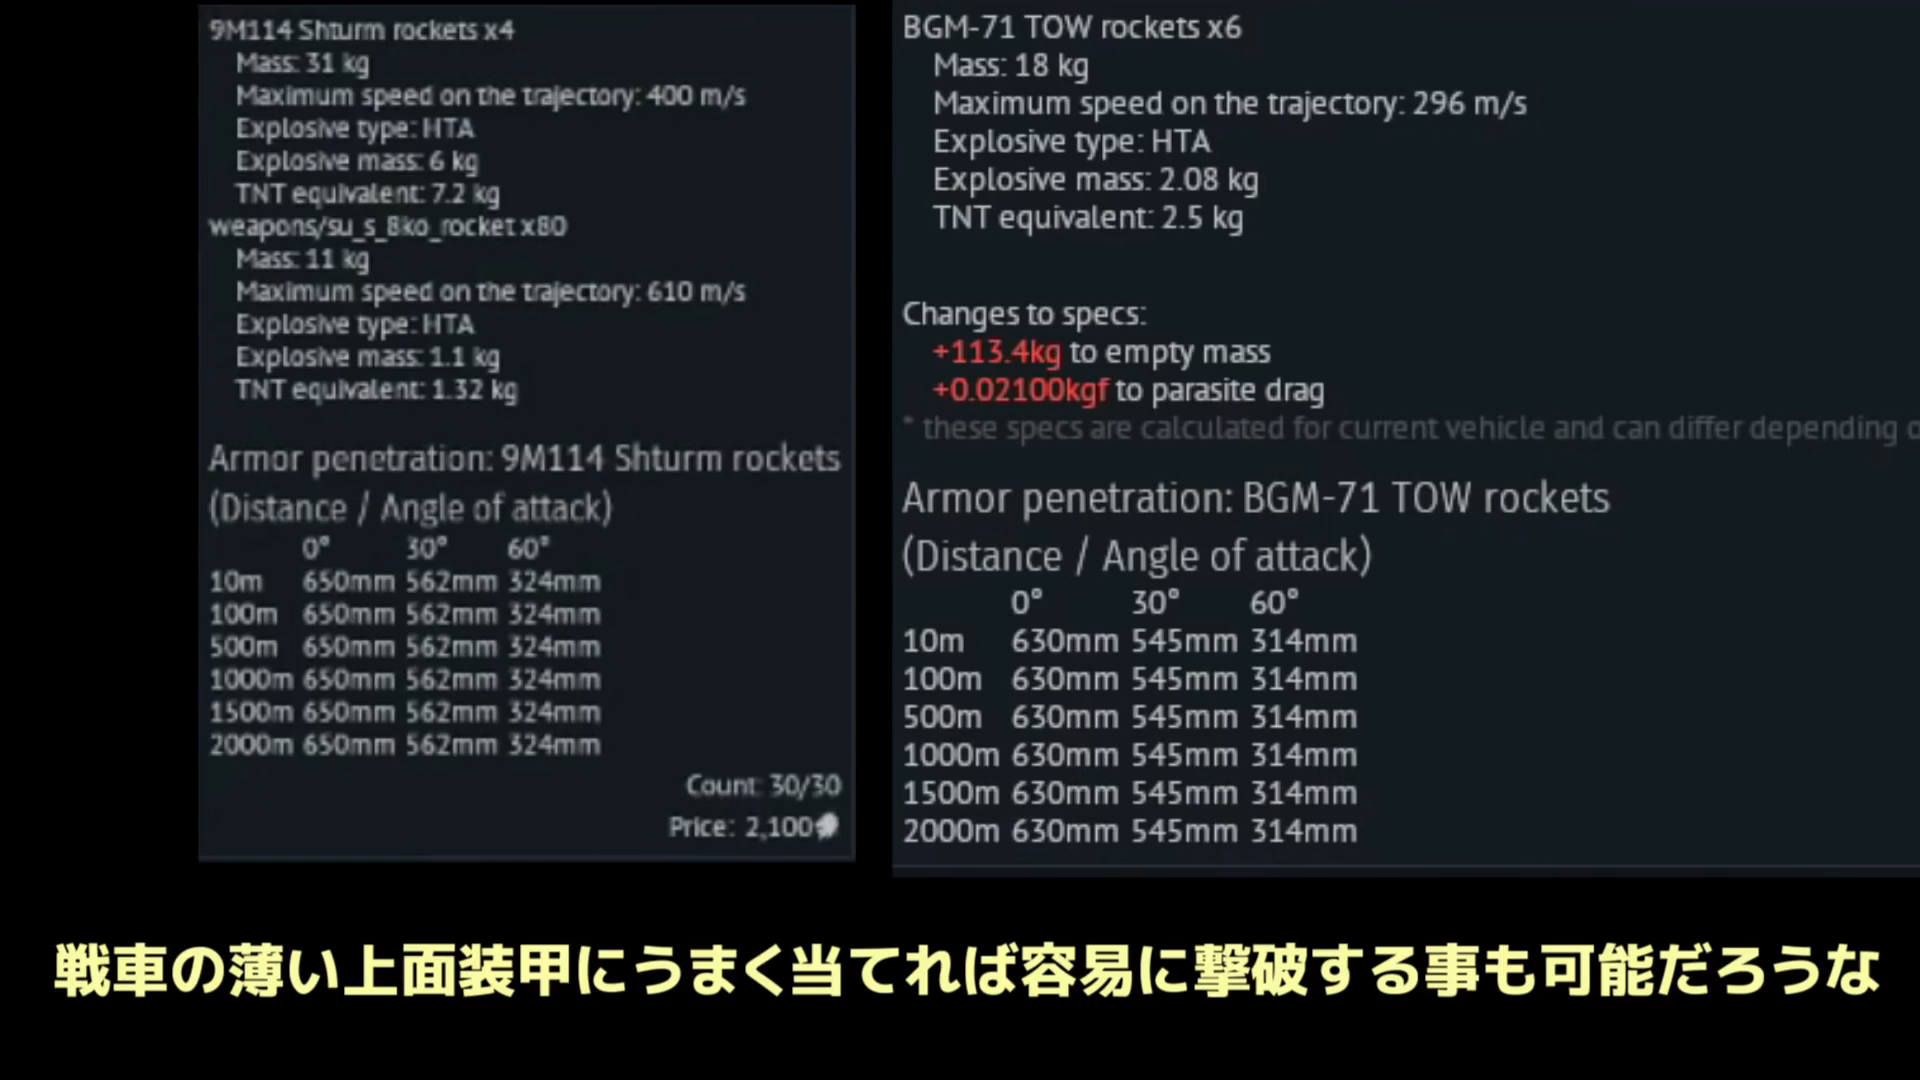 9M114 Shturm rockets x4
Mass: 31 kg
Maximum speed on the trajectory: 400 m/s
Explosive type: HTA
Explosive mass: 6 kg
TNT equivalent: 7.2 kg
weapons/su_s_8ko_rocket x80
Mass: 11 kg
Maximum speed on the trajectory: 610 m/s
Explosive type: HTA
Explosive mass: 1.1 kg
TNT equivalent: 1.32 kg
Armor penetration: 9M114 Shturm rockets
(Distance / Angle of attack)
0° 30° 60°
10m 650mm 562mm 324mm
100m 650mm 562mm 324mm
500m 650mm 562mm 324mm
1000m 650mm 562mm 324mm
1500m 650mm 562mm 324mm
2000m 650mm 562mm 324mm
Count: 30/30
Price: 2,100
BGM-71 TOW rockets x6
Mass: 18 kg
Maximum speed on the trajectory: 296 m/s
Explosive type: HTA
Explosive mass: 2.08 kg
TNT equivalent: 2.5 kg
Changes to specs:
+113.4kg to empty mass
+0.02100kgf to parasite drag
* these specs are calculated for current vehicle and can differ depending o
Armor penetration: BGM-71 TOW rockets
(Distance / Angle of attack)
0° 30° 60°
10m 630mm 545mm 314mm
100m 630mm 545mm 314mm
500m 630mm 545mm 314mm
1000m 630mm 545mm 314mm
1500m 630mm 545mm 314mm
2000m 630mm 545mm 314mm
戦車の薄い上面装甲にうまく当てれば容易に撃破する事も可能だろうな